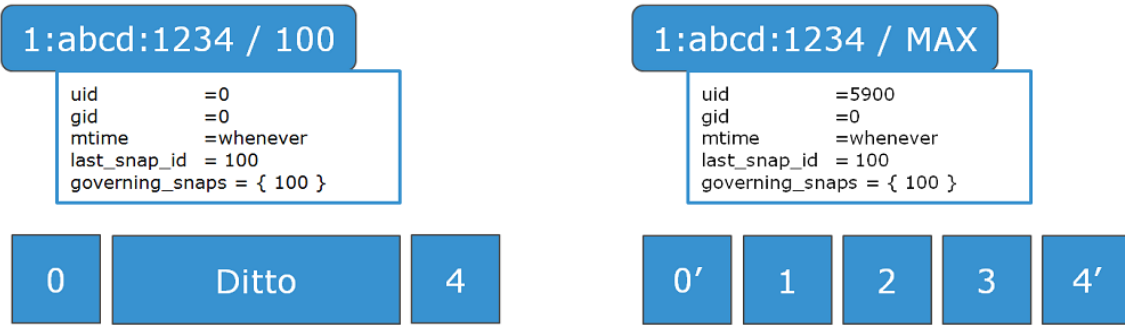 1:abcd:1234 / 100
uid =0
gid =0
mtime =whenever
last_snap_id = 100
governing_snaps = { 100 }
0 Ditto 4
1:abcd:1234 / MAX
uid =5900
gid =0
mtime =whenever
last_snap_id = 100
governing_snaps = { 100 }
0′ 1 2 3 4′